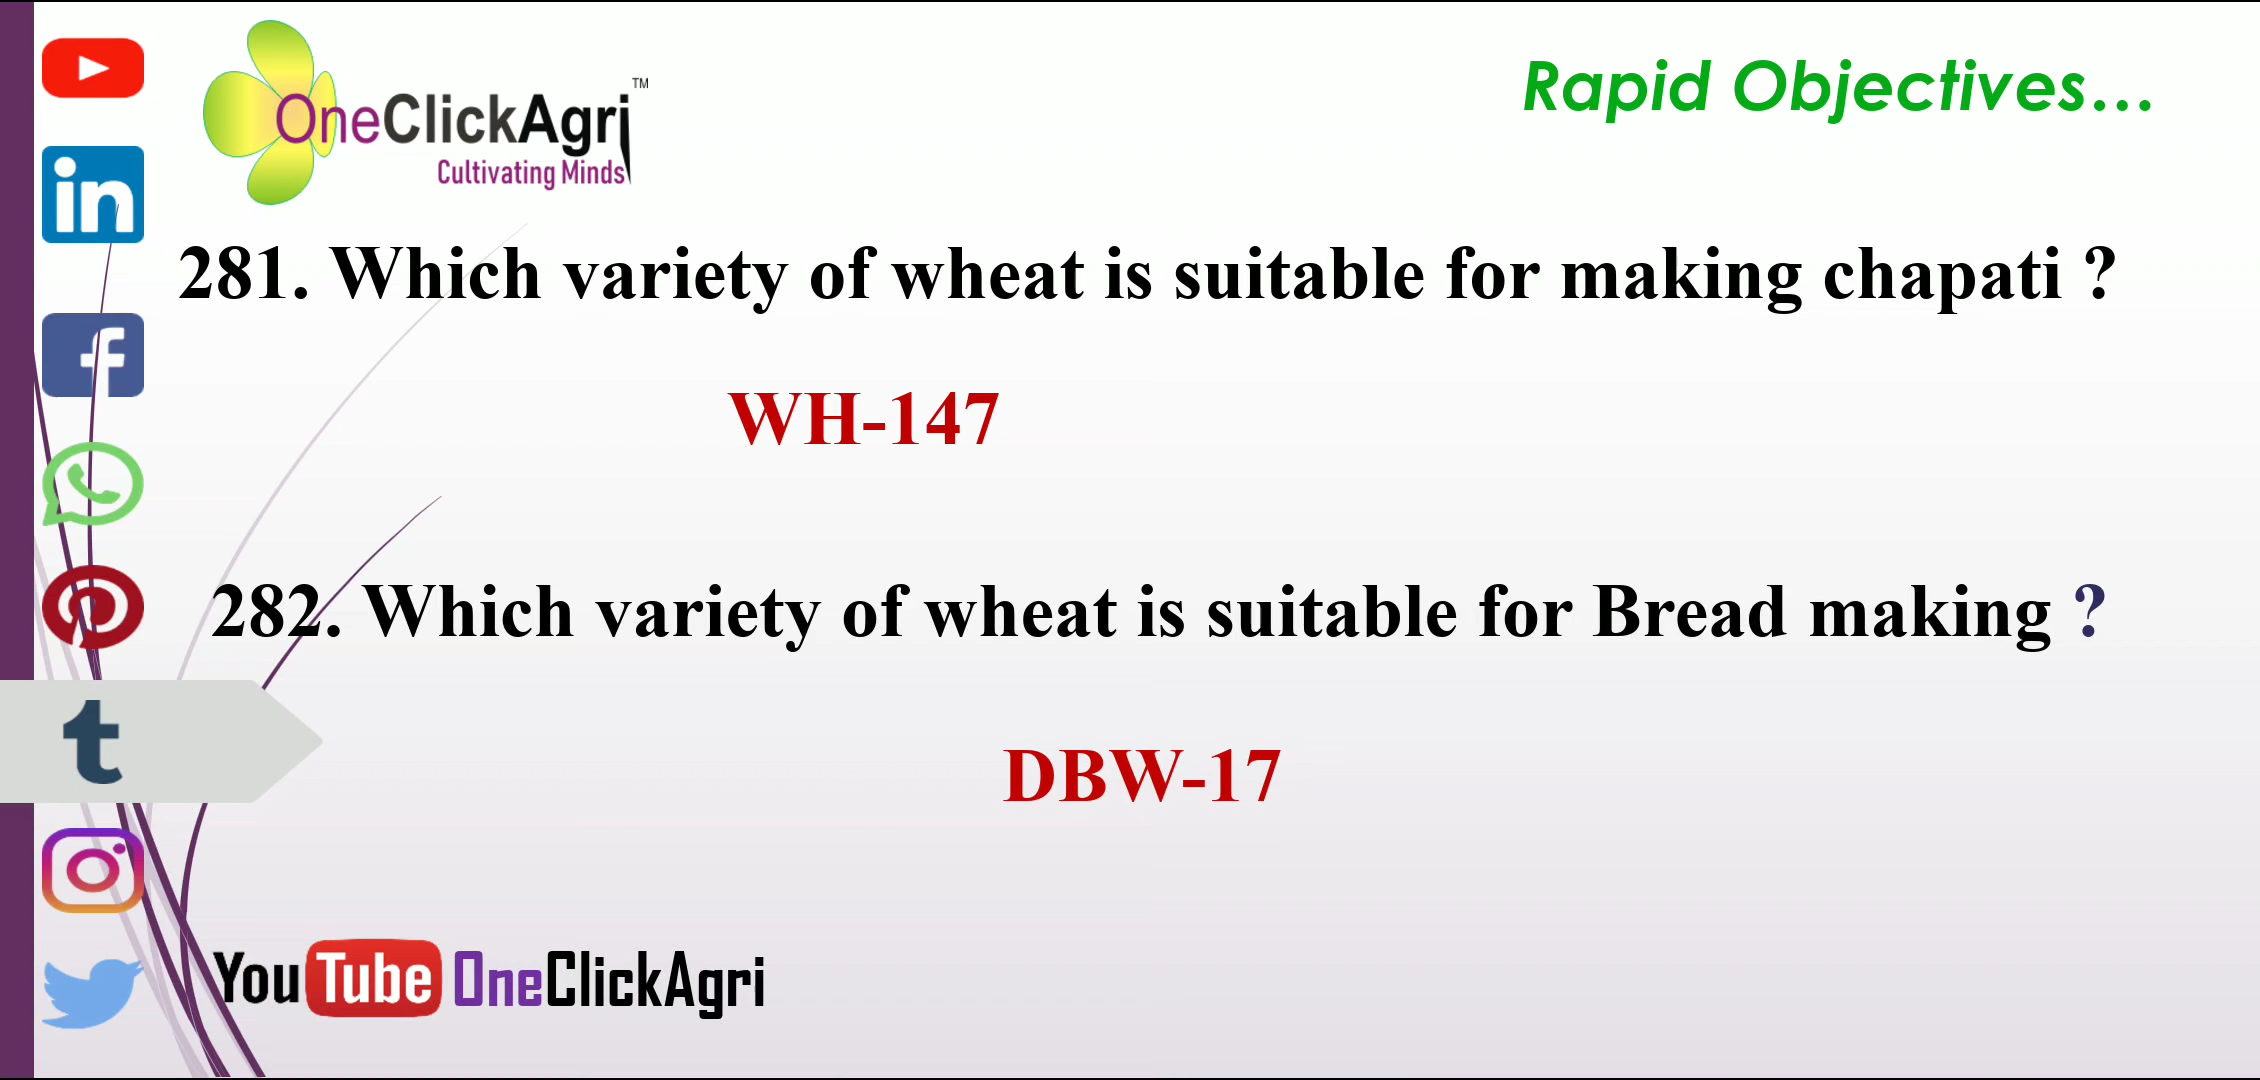 OneClickAgri™
Cultivating Minds
Rapid Objectives...
281. Which variety of wheat is suitable for making chapati ?
WH-147
282. Which variety of wheat is suitable for Bread making ?
DBW-17
YouTube OneClickAgri